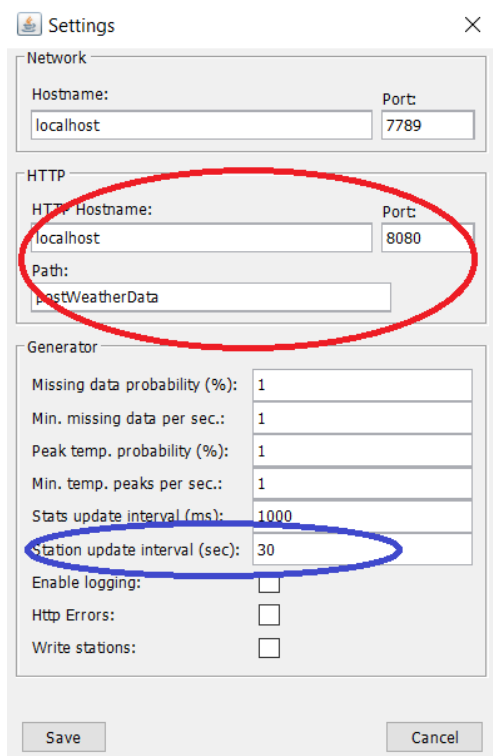 Settings
Network
Hostname: Port:
localhost 7789
HTTP
HTTP Hostname: Port:
localhost 8080
Path:
postWeatherData
Generator
Missing data probability (%): 1
Min. missing data per sec.: 1
Peak temp. probability (%): 1
Min. temp. peaks per sec.: 1
Stats update interval (ms): 1000
Station update interval (sec): 30
Enable logging:
Http Errors:
Write stations:
Save Cancel